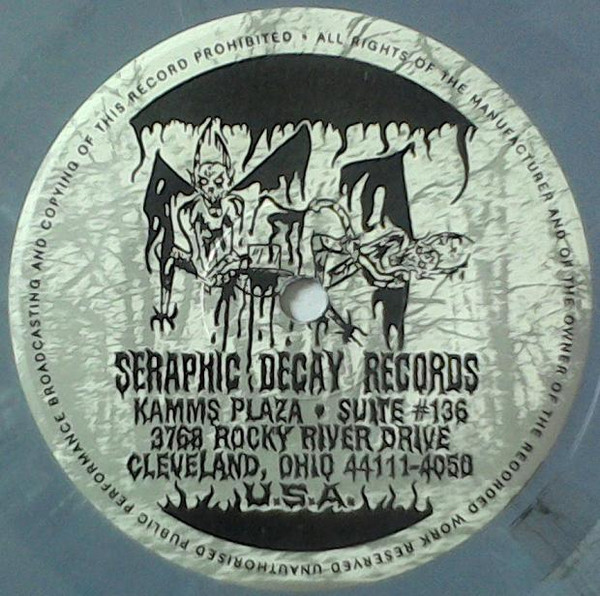 ALL RIGHTS OF THE MANUFACTURER AND OF THE OWNER OF THE RECORDED WORK RESERVED UNAUTHORISED PUBLIC PERFORMANCE BROADCASTING AND COPYING OF THIS RECORD PROHIBITED •
SERAPHIC DECAY RECORDS
KAMMS PLAZA • SUITE #136
3768 ROCKY RIVER DRIVE
CLEVELAND, OHIO 44111-4050
U.S.A.